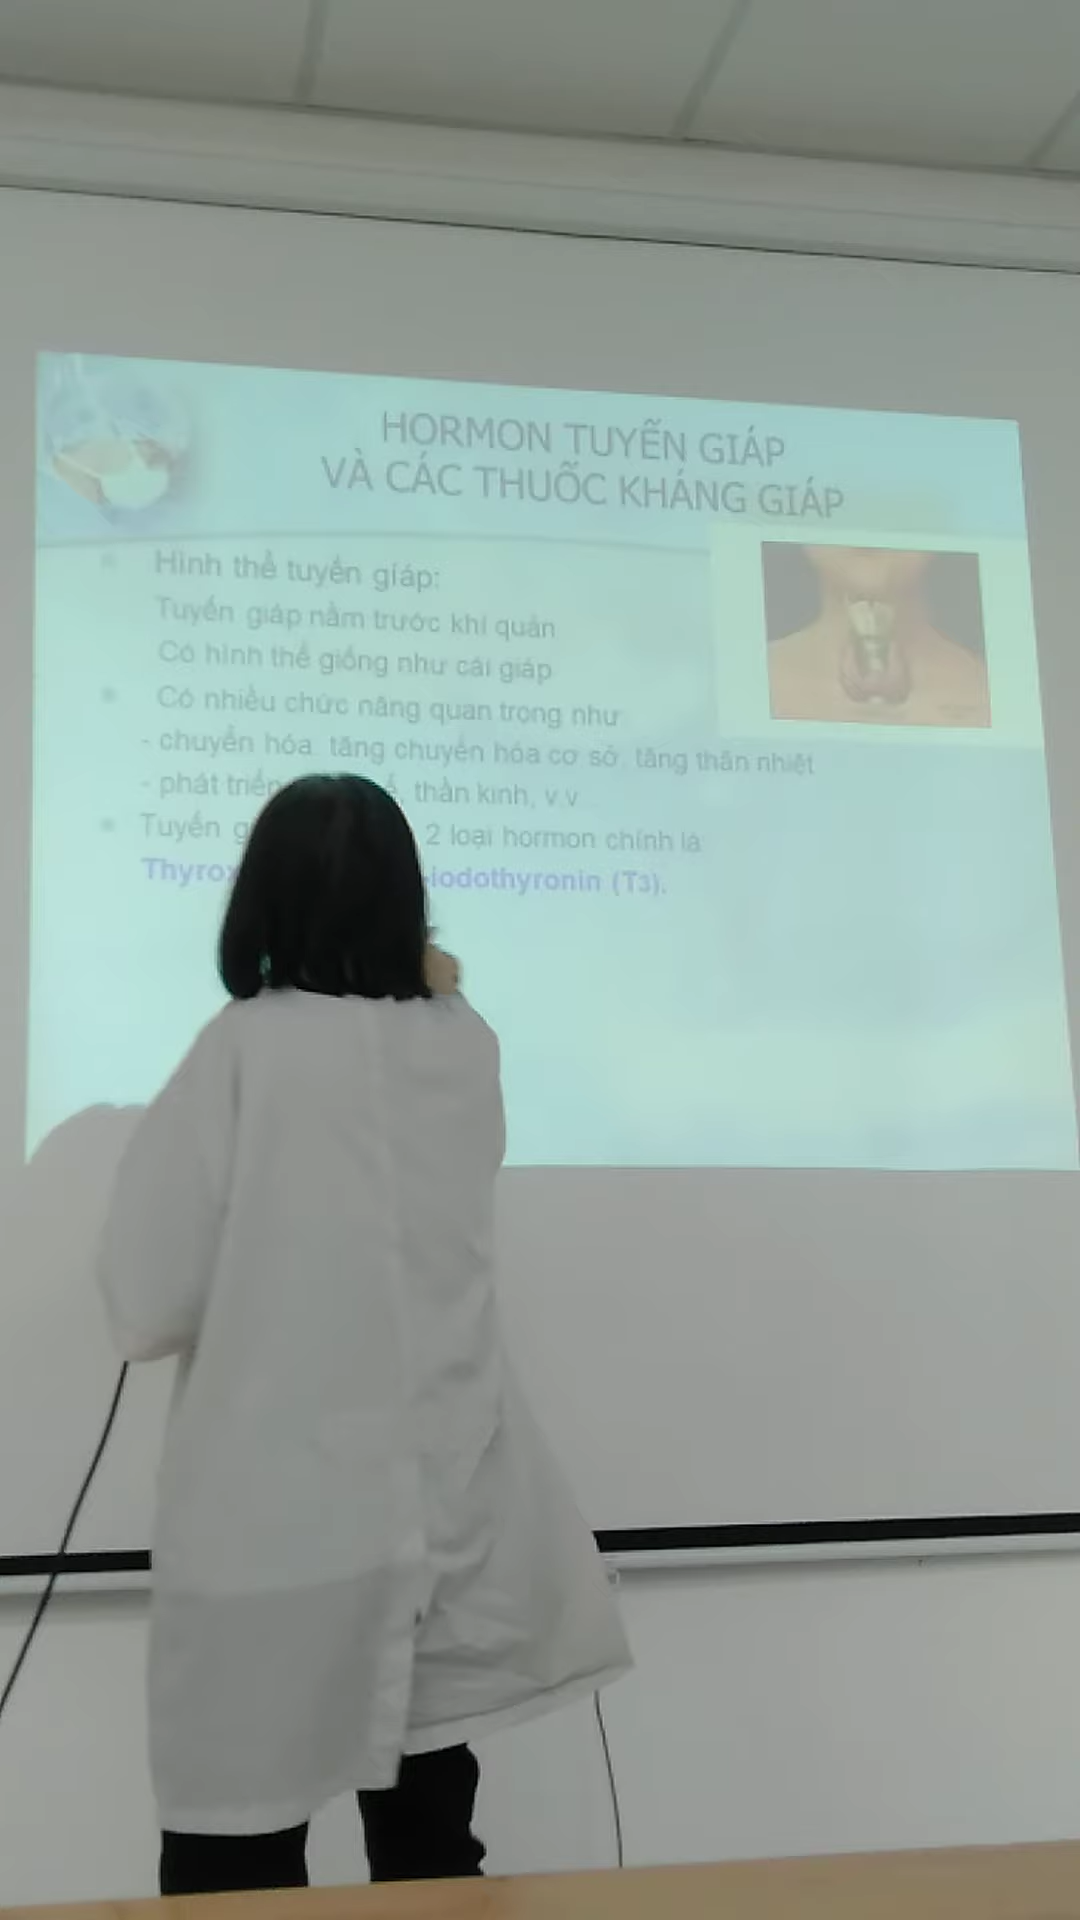 HORMON TUYẾN GIÁP
VÀ CÁC THUỐC KHÁNG GIÁP
Hình thể tuyến giáp:
Tuyến giáp nằm trước khí quản
Có hình thể giống như cái giáp
Có nhiều chức năng quan trọng như
- chuyển hóa: tăng chuyển hóa cơ sở, tăng thân nhiệt
- phát triển thần kinh, v.v
Tuyến 2 loại hormon chính là
-iodothyronin (T3).